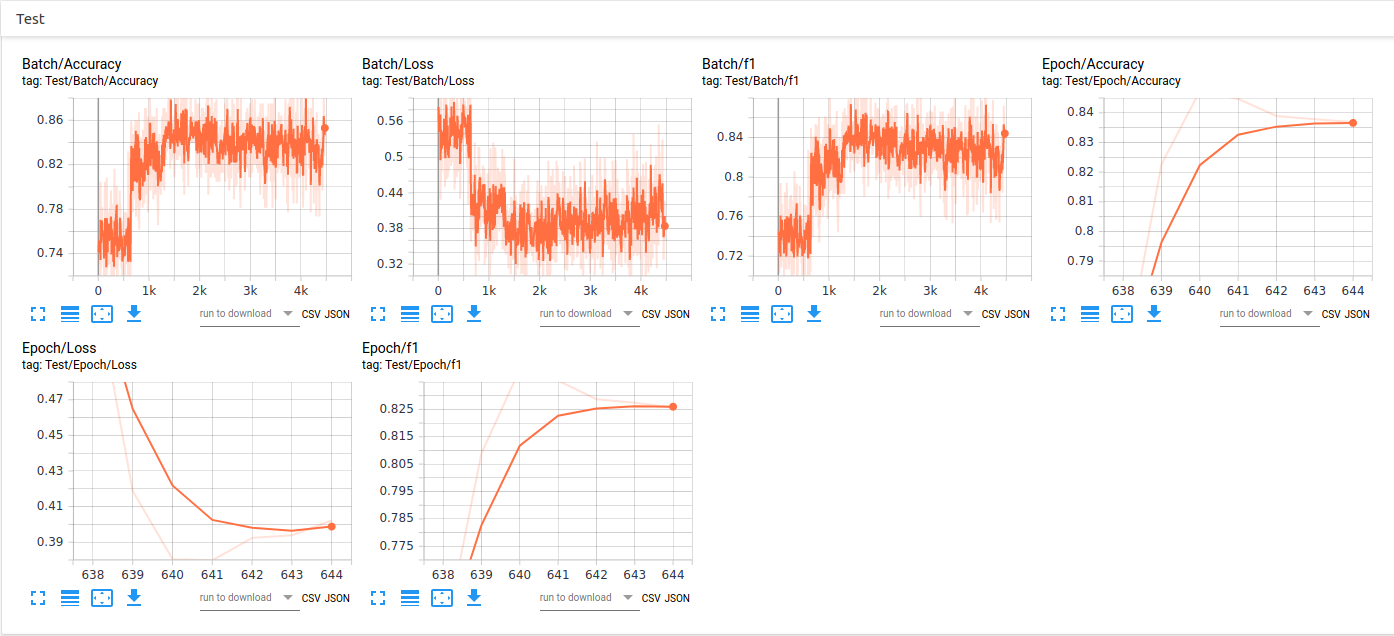 Test
Batch/Accuracy
tag: Test/Batch/Accuracy
0.86
0.82
0.78
0.74
0 1k 2k 3k 4k
run to download CSV JSON
Batch/Loss
tag: Test/Batch/Loss
0.56
0.5
0.44
0.38
0.32
0 1k 2k 3k 4k
run to download CSV JSON
Batch/f1
tag: Test/Batch/f1
0.84
0.8
0.76
0.72
0 1k 2k 3k 4k
run to download CSV JSON
Epoch/Accuracy
tag: Test/Epoch/Accuracy
0.84
0.83
0.82
0.81
0.8
0.79
638 639 640 641 642 643 644
run to download CSV JSON
Epoch/Loss
tag: Test/Epoch/Loss
0.47
0.45
0.43
0.41
0.39
638 639 640 641 642 643 644
run to download CSV JSON
Epoch/f1
tag: Test/Epoch/f1
0.825
0.815
0.805
0.795
0.785
0.775
638 639 640 641 642 643 644
run to download CSV JSON